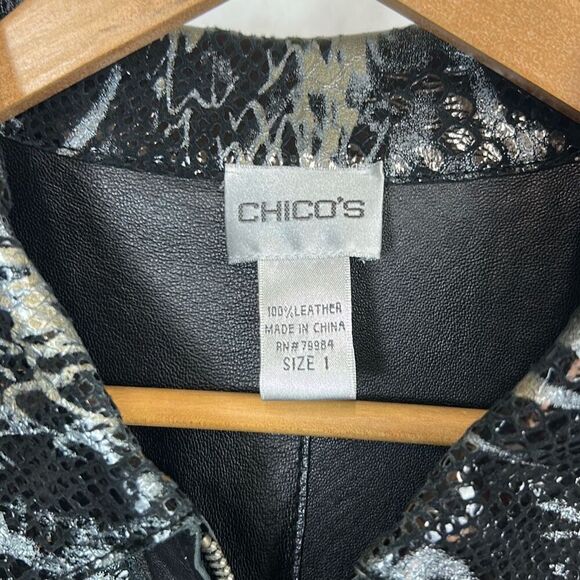 CHICO'S
100% LEATHER
MADE IN CHINA
RN# 79984
SIZE 1